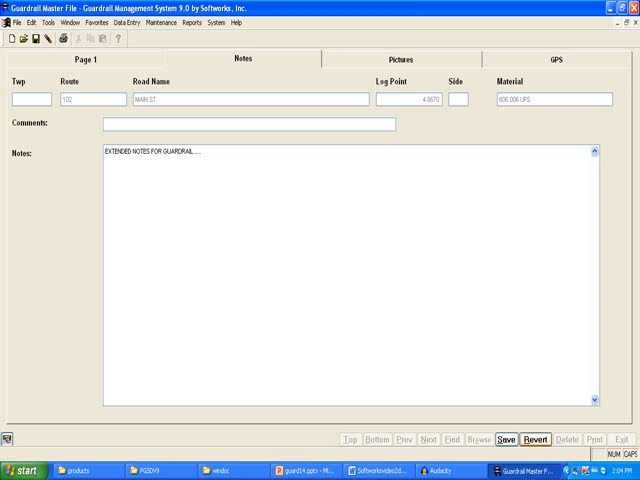 Guardrail Master File - Guardrail Management System 9.0 by Softworks, Inc.
File Edit Tools Window Favorites Data Entry Maintenance Reports System Help
Page 1 Notes Pictures GPS
Twp Route Road Name Log Point Side Material
102 MAIN ST 4.8670 606.006 UPS
Comments:
Notes:
EXTENDED NOTES FOR GUARDRAIL.....
Top Bottom Prev Next Find Browse Save Revert Delete Print Exit
NUM CAPS
start products PGSDV9 windoc guard14.pptx - Mi... Softworksvideo2d... Audacity Guardrail Master F... 2:04 PM